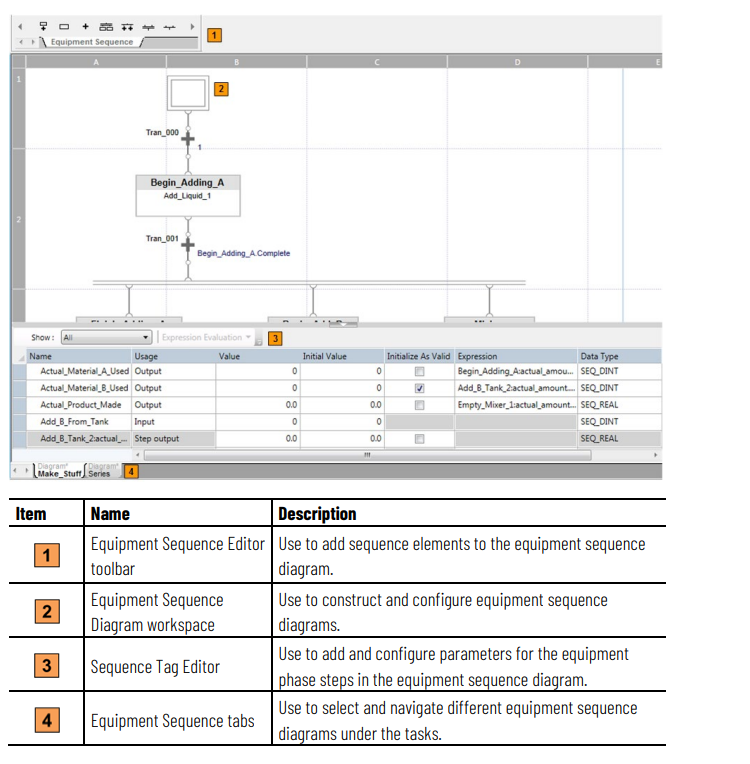 Equipment Sequence
1
A B C D E
1
2
Tran_000
1
Begin_Adding_A
Add_Liquid_1
2
Tran_001
Begin_Adding_A.Complete
Show: All Expression Evaluation 3
Name Usage Value Initial Value Initialize As Valid Expression Data Type
Actual_Material_A_Used Output 0 0 Begin_Adding_A:actual_amou... SEQ_DINT
Actual_Material_B_Used Output 0 0 Add_B_Tank_2:actual_amount... SEQ_DINT
Actual_Product_Made Output 0.0 0.0 Empty_Mixer_1:actual_amount... SEQ_REAL
Add_B_From_Tank Input 0 0 SEQ_DINT
Add_B_Tank_2:actual_... Step output 0.0 0.0 SEQ_REAL
Diagram* Diagram*
Make_Stuff Series 4
Item Name Description
1 Equipment Sequence Editor Use to add sequence elements to the equipment sequence
toolbar diagram.
2 Equipment Sequence Use to construct and configure equipment sequence
Diagram workspace diagrams.
3 Sequence Tag Editor Use to add and configure parameters for the equipment
phase steps in the equipment sequence diagram.
4 Equipment Sequence tabs Use to select and navigate different equipment sequence
diagrams under the tasks.